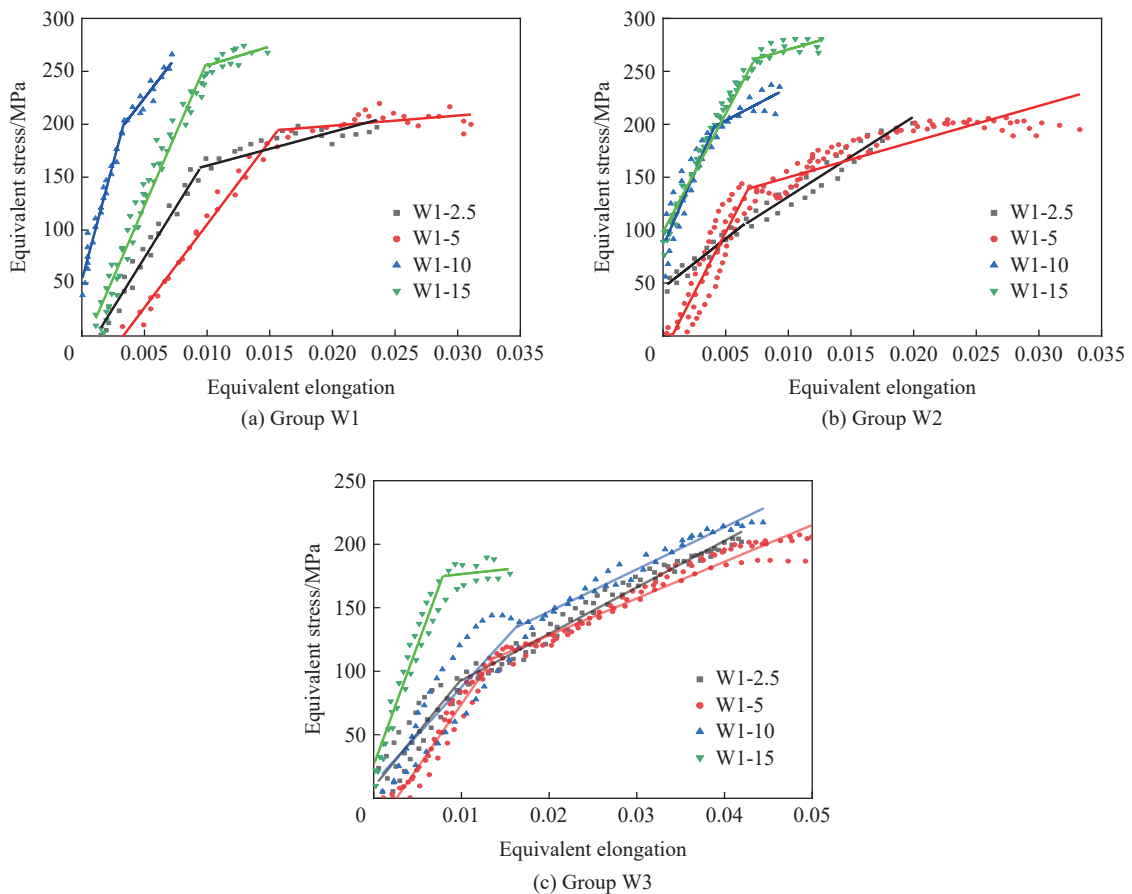 300
250
200
150
100
50
0
0.005
0.010
0.015
0.020
0.025
0.030
0.035
Equivalent stress/MPa
W1-2.5
W1-5
W1-10
W1-15
Equivalent elongation
(a) Group W1
300
250
200
150
100
50
0
0.005
0.010
0.015
0.020
0.025
0.030
0.035
Equivalent stress/MPa
W1-2.5
W1-5
W1-10
W1-15
Equivalent elongation
(b) Group W2
250
200
150
100
50
0
0.01
0.02
0.03
0.04
0.05
Equivalent stress/MPa
W1-2.5
W1-5
W1-10
W1-15
Equivalent elongation
(c) Group W3